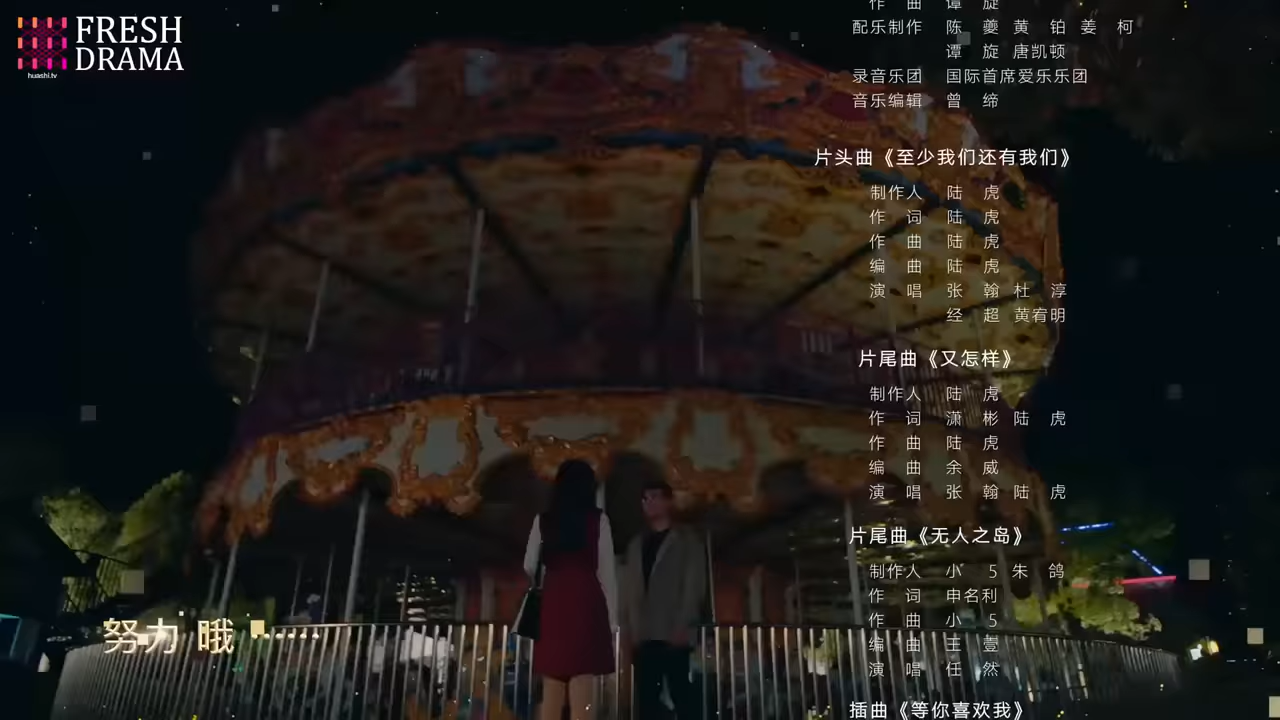 FRESH
DRAMA
huashi.tv
作 曲 谭 旋
配乐制作 陈 夔 黄 铂 姜 柯
谭 旋 唐凯顿
录音乐团 国际首席爱乐乐团
音乐编辑 曾 缔
片头曲《至少我们还有我们》
制作人 陆 虎
作 词 陆 虎
作 曲 陆 虎
编 曲 陆 虎
演 唱 张 翰 杜 淳
经 超 黄宥明
片尾曲《又怎样》
制作人 陆 虎
作 词 潇 彬 陆 虎
作 曲 陆 虎
编 曲 余 威
演 唱 张 翰 陆 虎
片尾曲《无人之岛》
制作人 小 5 朱 鸽
作 词 申名利
作 曲 小 5
编 曲 王 壹
演 唱 任 然
插曲《等你喜欢我》
努力 哦